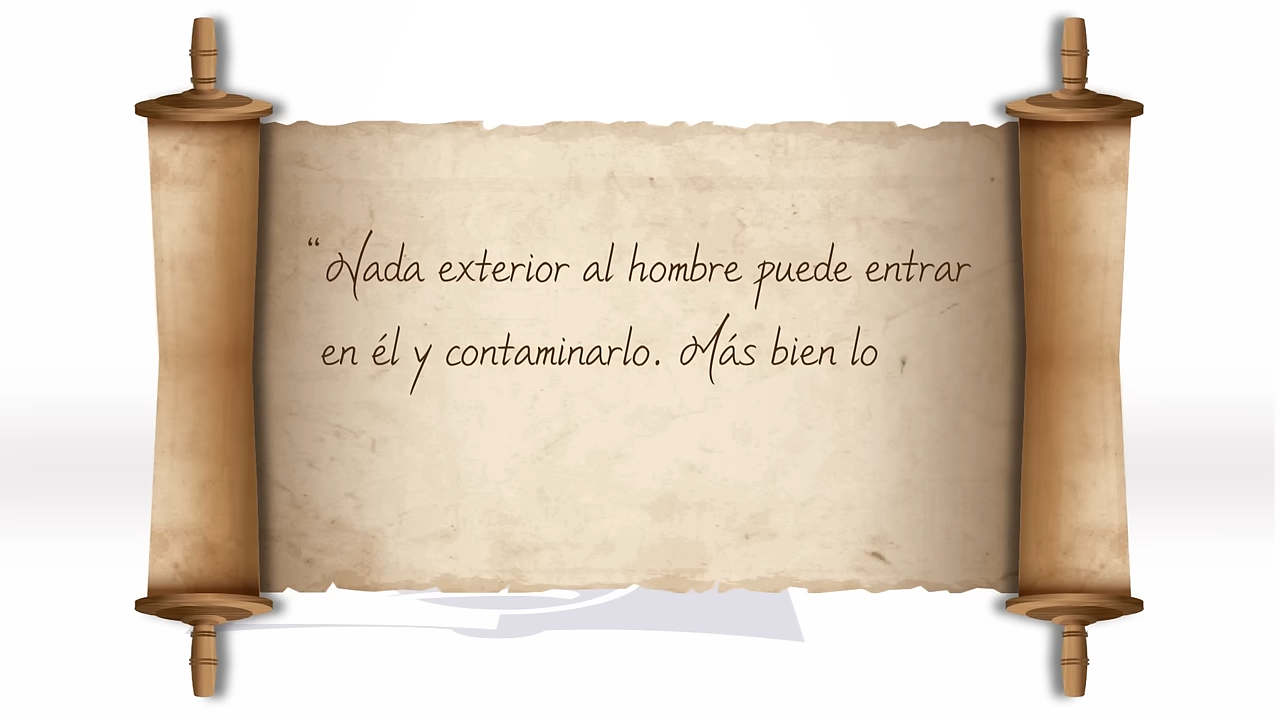 “Nada exterior al hombre puede entrar
en él y contaminarlo. Más bien lo